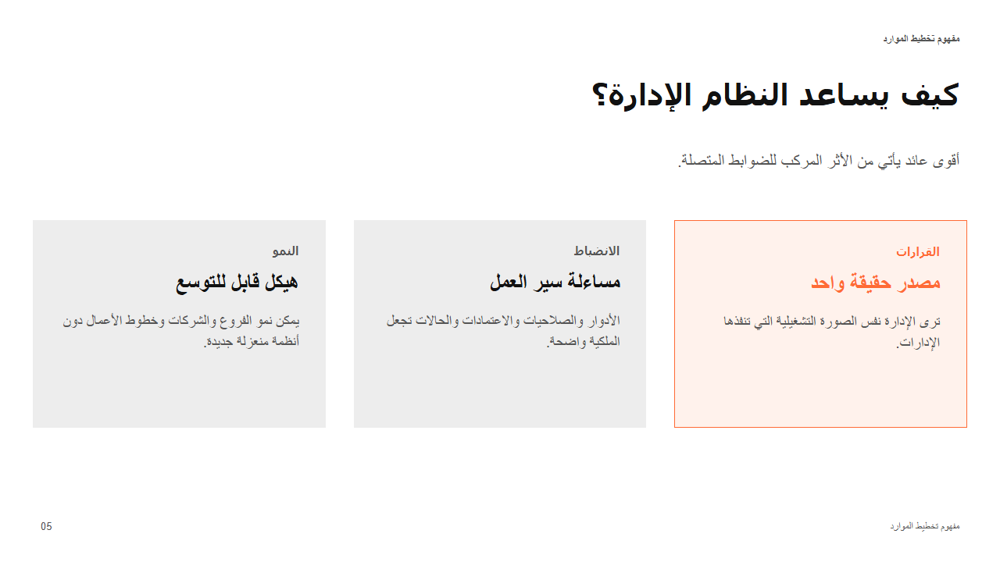 مفهوم تخطيط الموارد
كيف يساعد النظام الإدارة؟
أقوى عائد يأتي من الأثر المركب للضوابط المتصلة.
القرارات
مصدر حقيقة واحد
ترى الإدارة نفس الصورة التشغيلية التي تنفذها
الإدارات.
الانضباط
مساءلة سير العمل
الأدوار والصلاحيات والاعتمادات والحالات تجعل
الملكية واضحة.
النمو
هيكل قابل للتوسع
يمكن نمو الفروع والشركات وخطوط الأعمال دون
أنظمة منعزلة جديدة.
مفهوم تخطيط الموارد
05